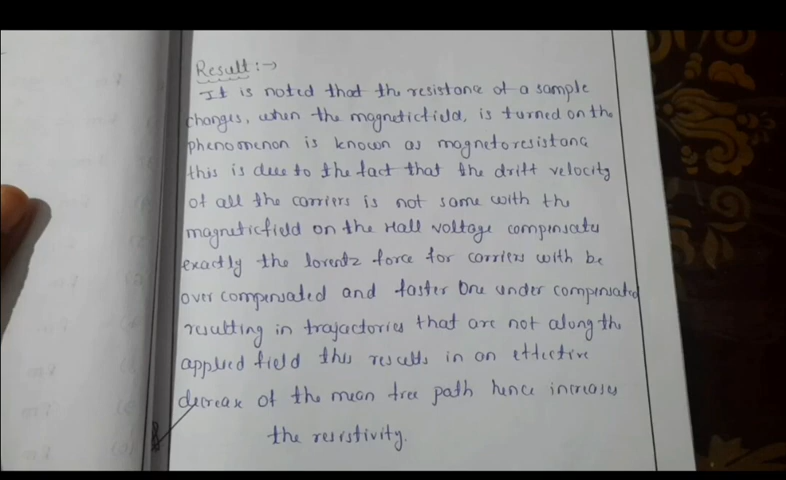 Result :→
It is noted that the resistanc of a sample
changes, when the magneticfield, is turned on the
phenomenon is known as magnetoresistanc
this is due to the fact that the drift velocity
of all the carriers is not same with the
magneticfield on the Hall voltage compensates
exactly the lorentz force for carriers with be
over compensated and faster one under compensated
resulting in trajactories that are not along the
applied field this results in an effective
decrease of the mean free path hence increases
the resistivity.